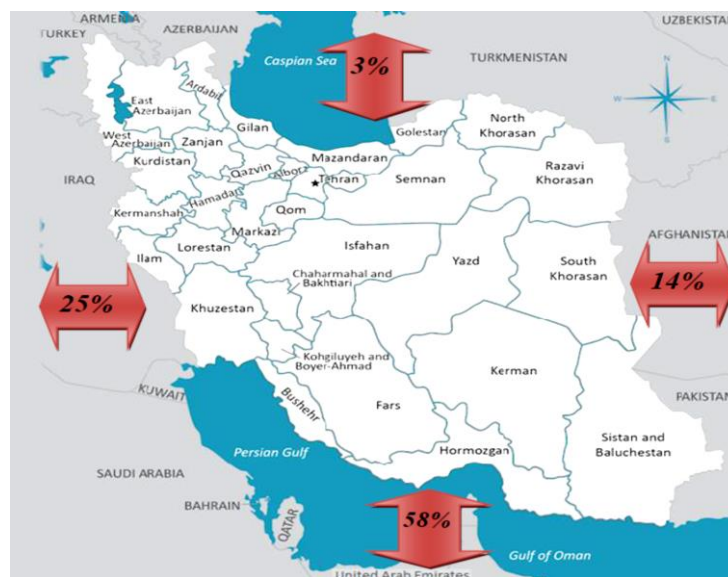 ARMENIA
AZERBAIJAN
UZBEKISTAN
TURKEY
Caspian Sea
3%
TURKMENISTAN
N
W
E
S
Ardabil
East
Azerbaijan
Gilan
Golestan
North
Khorasan
West
Azerbaijan
Zanjan
Mazandaran
Kurdistan
Qazvin
Alborz
Tehran
Semnan
Razavi
Khorasan
IRAQ
Hamadan
Kermanshah
Qom
Markazi
AFGHANISTAN
Lorestan
Isfahan
Ilam
Yazd
South
Khorasan
14%
Chaharmahal and
Bakhtiari
25%
Khuzestan
Kohgiluyeh and
Boyer-Ahmad
Kerman
KUWAIT
Bushehr
Fars
PAKISTAN
Sistan and
Baluchestan
Persian Gulf
Hormozgan
SAUDI ARABIA
BAHRAIN
58%
QATAR
Gulf of Oman
United Arab Emirates